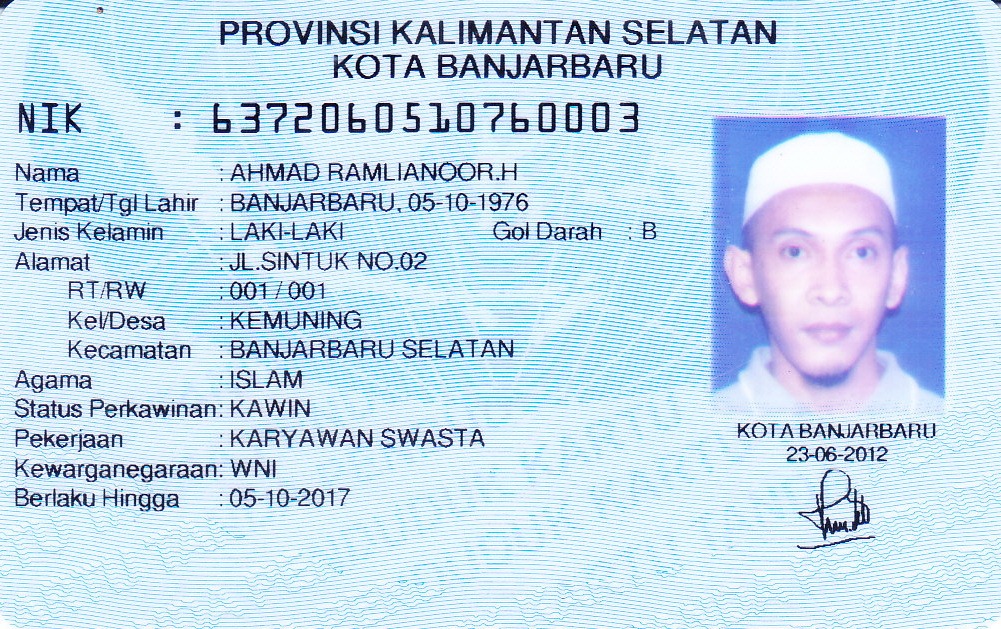 PROVINSI KALIMANTAN SELATAN
KOTA BANJARBARU
NIK : 6372060510760003
Nama : AHMAD RAMLIANOOR.H
Tempat/Tgl Lahir : BANJARBARU, 05-10-1976
Jenis Kelamin : LAKI-LAKI Gol Darah : B
Alamat : JL.SINTUK NO.02
RT/RW : 001 / 001
Kel/Desa : KEMUNING
Kecamatan : BANJARBARU SELATAN
Agama : ISLAM
Status Perkawinan: KAWIN
Pekerjaan : KARYAWAN SWASTA
Kewarganegaraan: WNI
Berlaku Hingga : 05-10-2017
KOTA BANJARBARU
23-06-2012